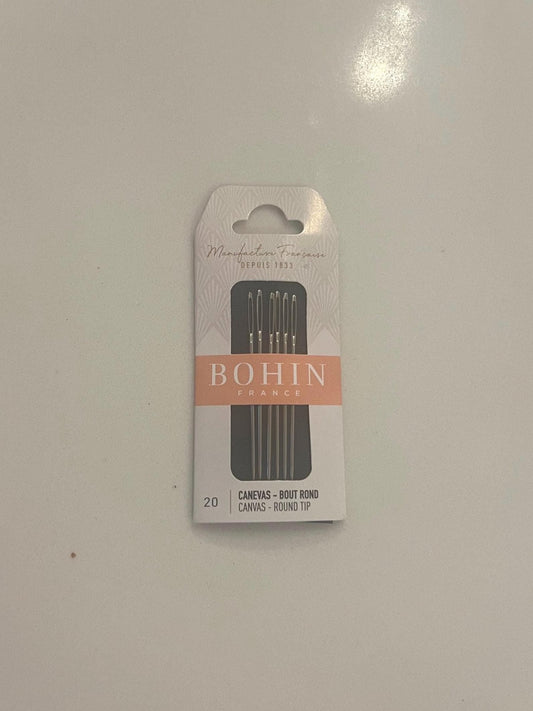 Manufacture Française
DEPUIS 1833
BOHIN
FRANCE
20
CANEVAS - BOUT ROND
CANVAS - ROUND TIP